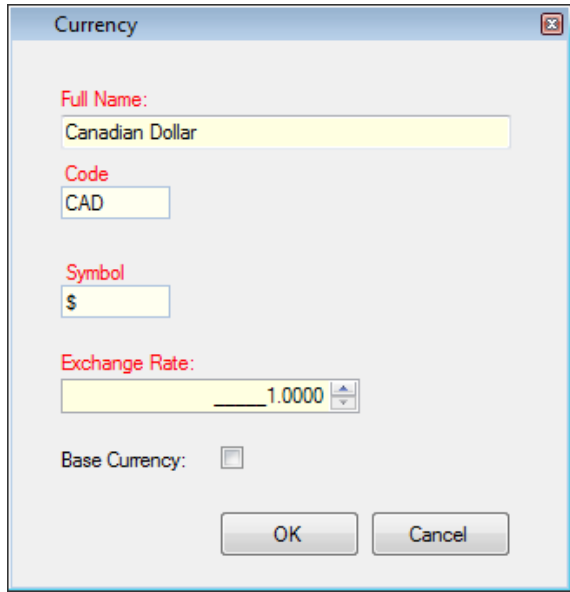 Currency
Full Name:
Canadian Dollar
Code
CAD
Symbol
$
Exchange Rate:
_____1.0000
Base Currency:
OK Cancel